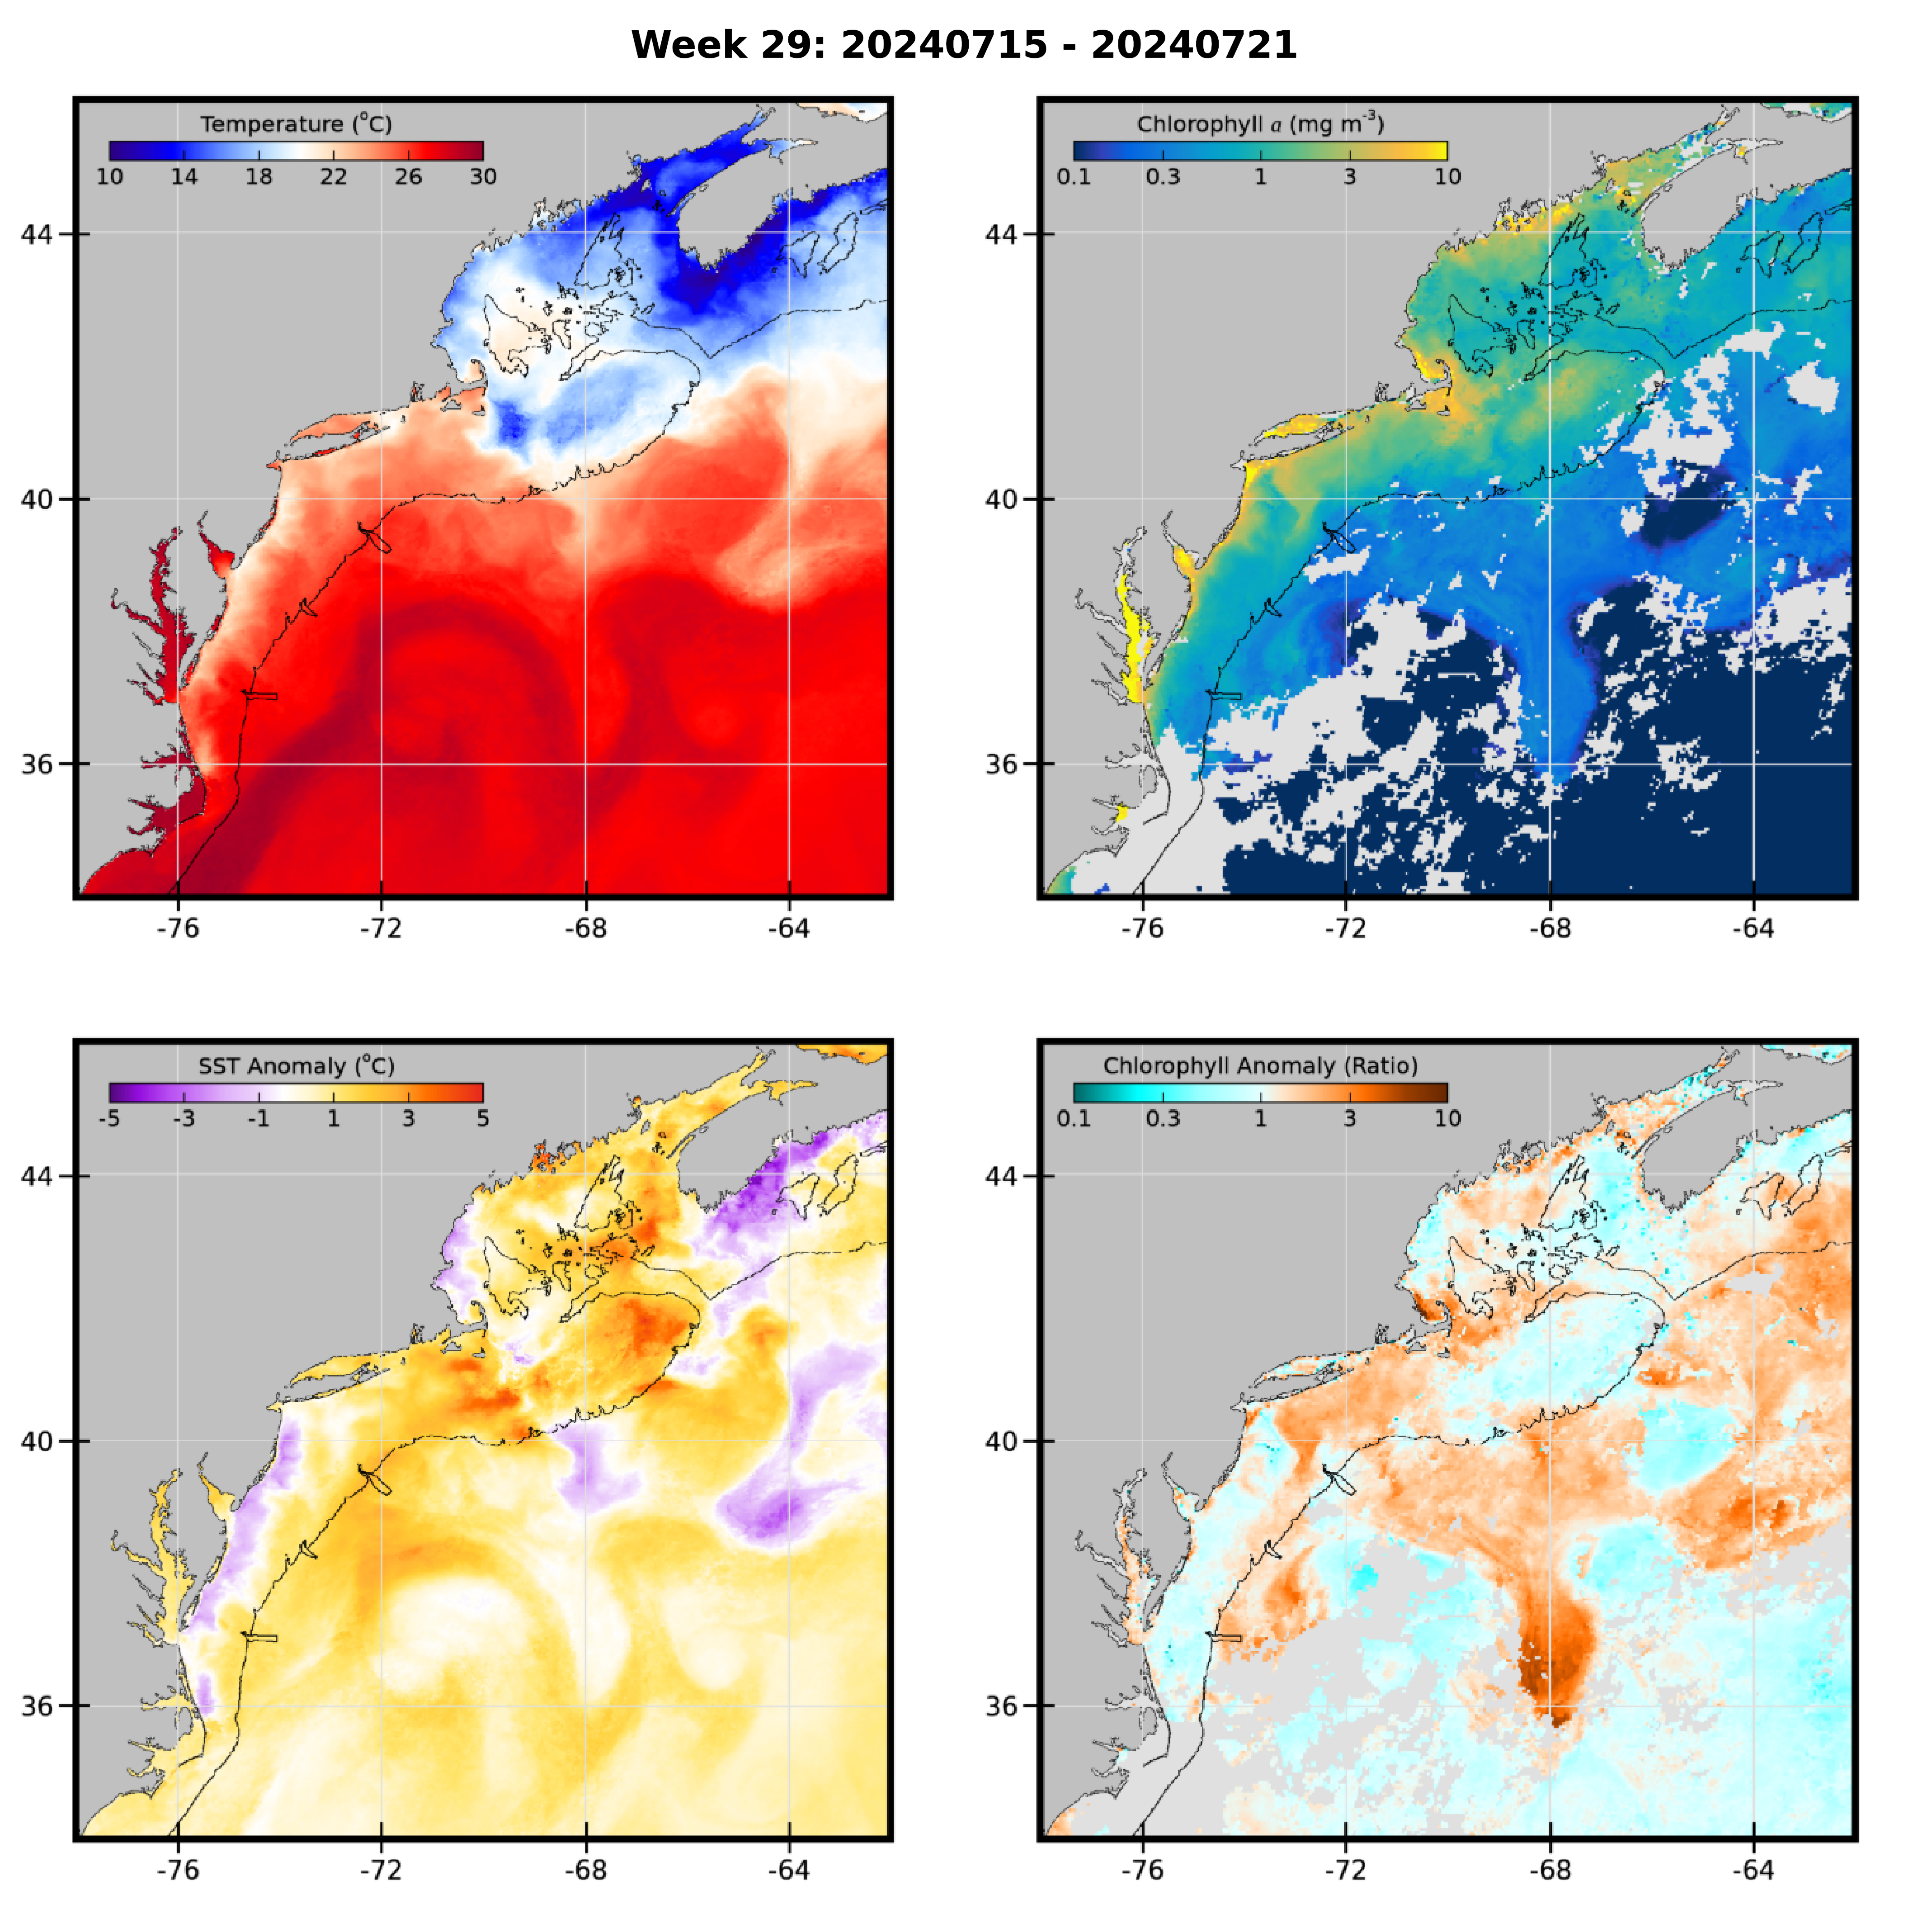 Week 29: 20240715 - 20240721
Temperature (°C)
10 14 18 22 26 30
44
40
36
-76 -72 -68 -64
Chlorophyll a (mg m⁻³)
0.1 0.3 1 3 10
44
40
36
-76 -72 -68 -64
SST Anomaly (°C)
-5 -3 -1 1 3 5
44
40
36
-76 -72 -68 -64
Chlorophyll Anomaly (Ratio)
0.1 0.3 1 3 10
44
40
36
-76 -72 -68 -64